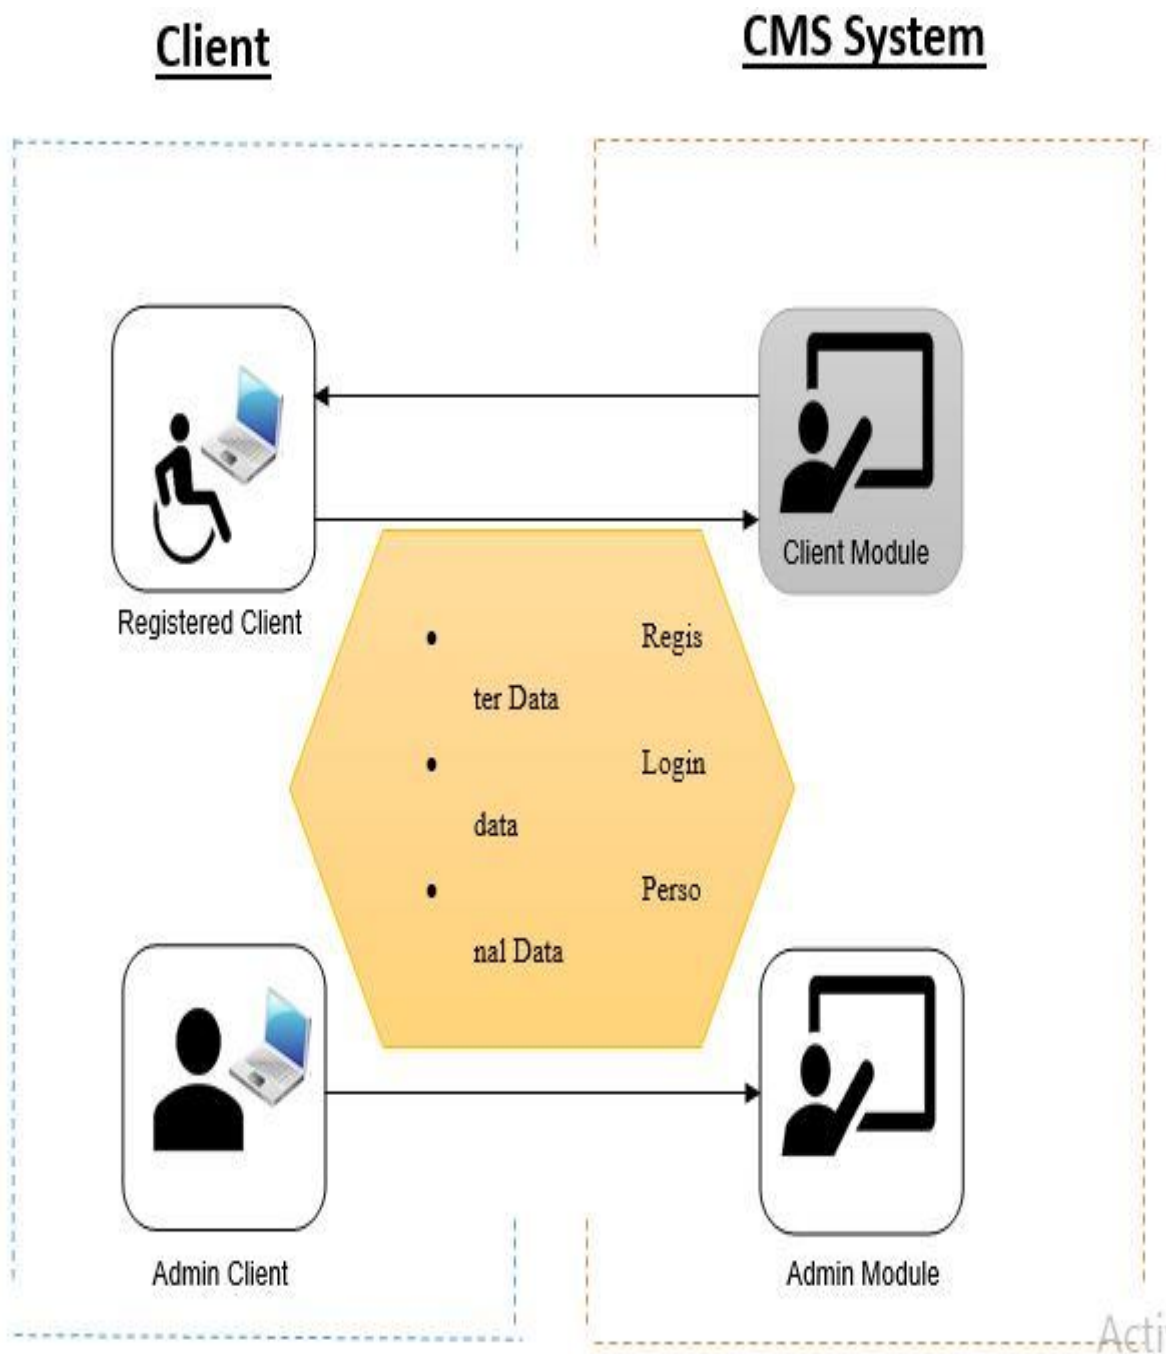 Client
CMS System
Client Module
Registered Client
• Regis
ter Data
• Login
data
• Perso
nal Data
Admin Client
Admin Module
Acti